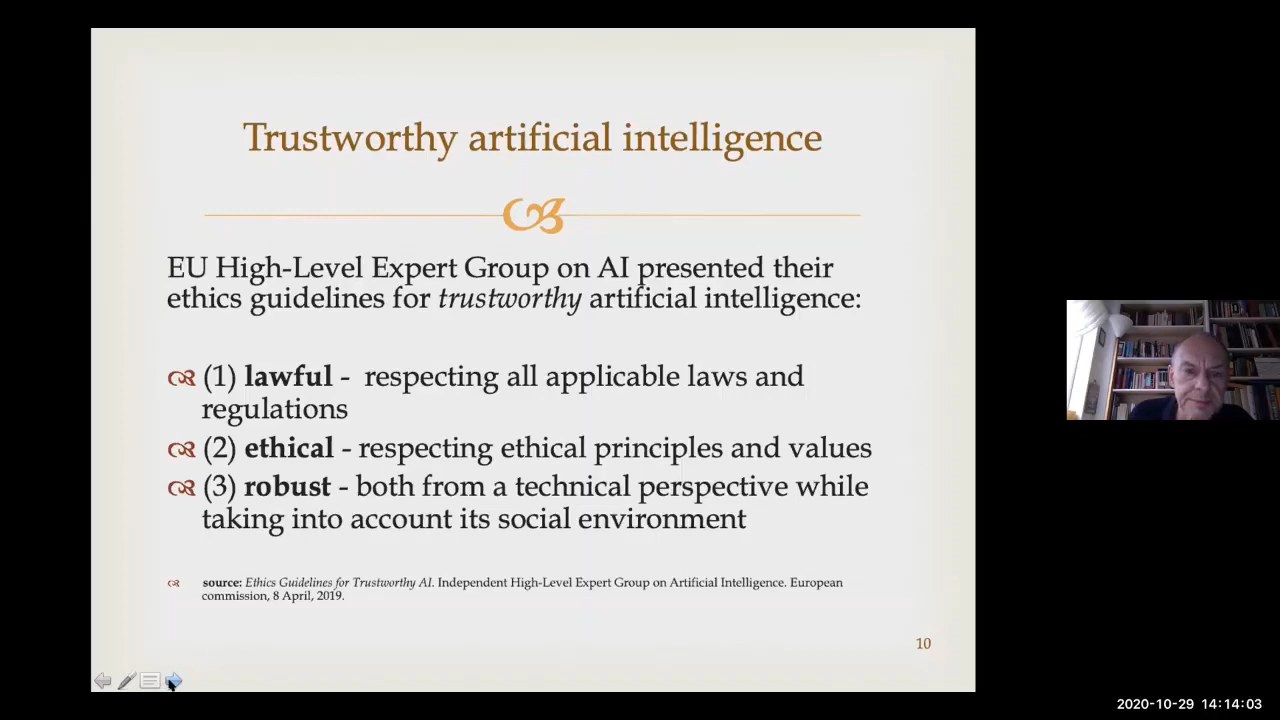 Trustworthy artificial intelligence
EU High-Level Expert Group on AI presented their
ethics guidelines for trustworthy artificial intelligence:
(1) lawful -  respecting all applicable laws and
regulations
(2) ethical - respecting ethical principles and values
(3) robust - both from a technical perspective while
taking into account its social environment
source: Ethics Guidelines for Trustworthy AI. Independent High-Level Expert Group on Artificial Intelligence. European
commission, 8 April, 2019.
10
2020-10-29 14:14:03